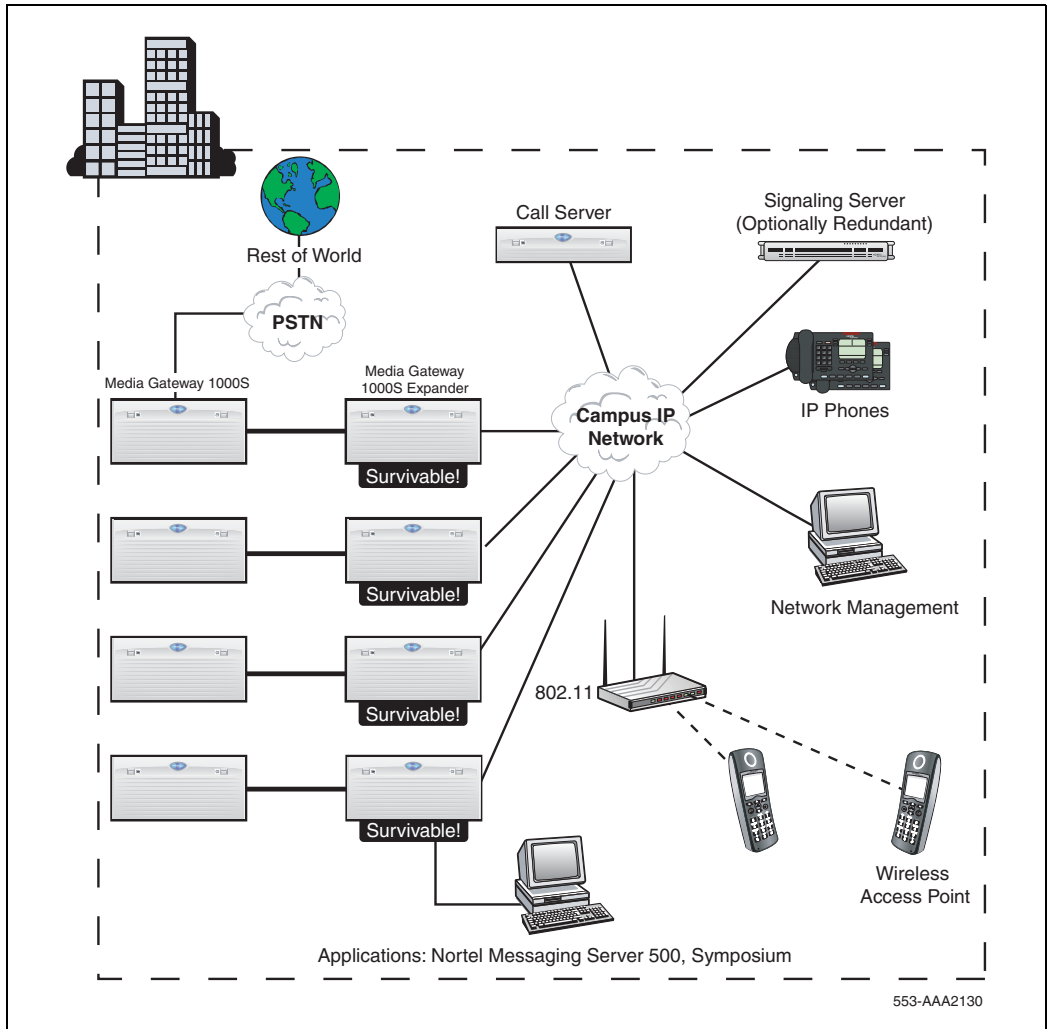 Call Server
Signaling Server
(Optionally Redundant)
Rest of World
PSTN
Media Gateway 1000S
Media Gateway
1000S Expander
Campus IP
Network
IP Phones
Survivable!
Survivable!
Network Management
802.11
Survivable!
Survivable!
Wireless
Access Point
Applications: Nortel Messaging Server 500, Symposium
553-AAA2130